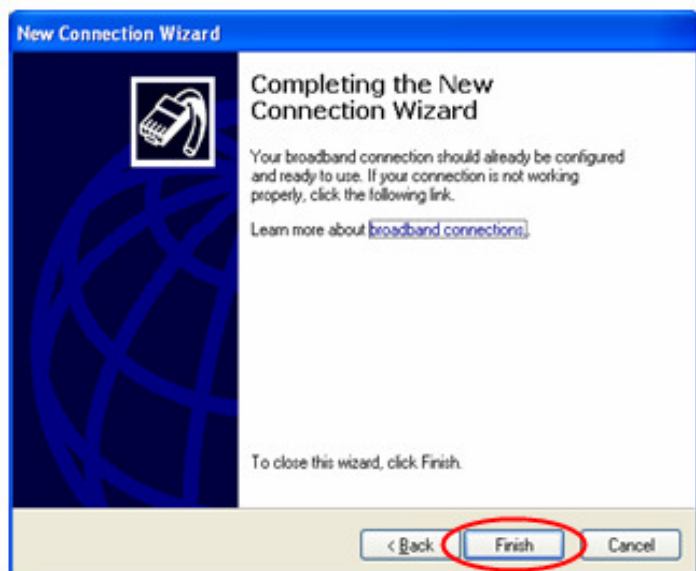 New Connection Wizard
Completing the New
Connection Wizard
Your broadband connection should already be configured
and ready to use. If your connection is not working
properly, click the following link.
Learn more about broadband connections.
To close this wizard, click Finish.
< Back Finish Cancel